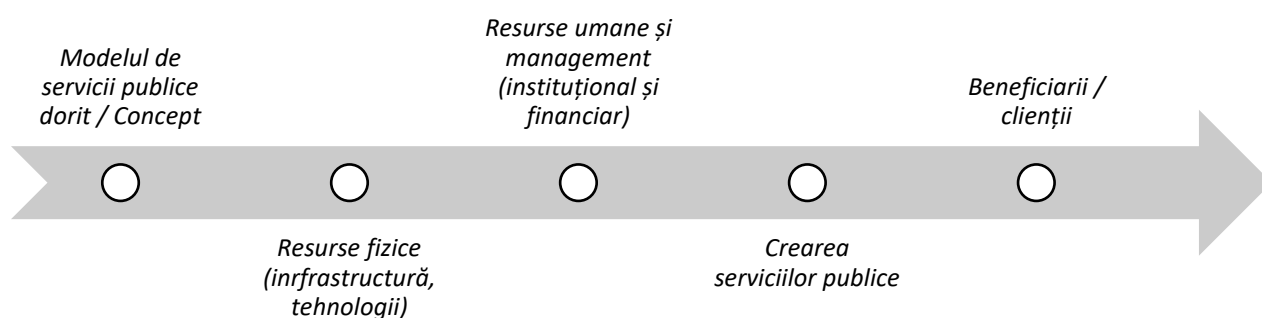 Modelul de
servicii publice
dorit / Concept
Resurse fizice
(inrfrastructură,
tehnologii)
Resurse umane și
management
(instituțional și
financiar)
Crearea
serviciilor publice
Beneficiarii /
clienții